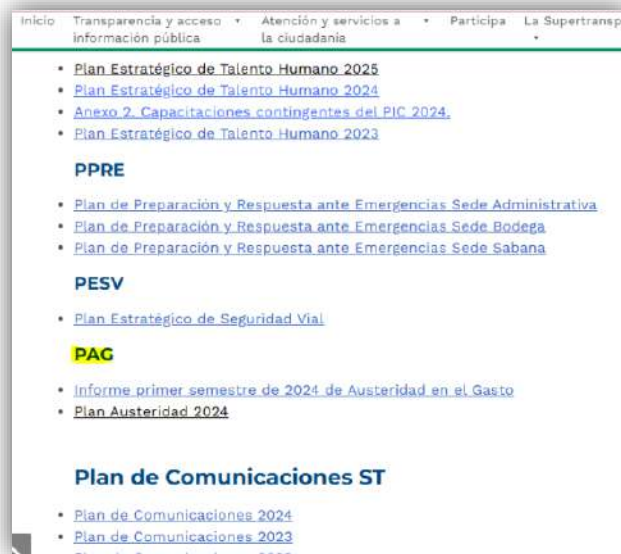 Inicio Transparencia y acceso Atención y servicios a Participa La Supertransp
información pública la ciudadanía
Plan Estratégico de Talento Humano 2025
Plan Estratégico de Talento Humano 2024
Anexo 2. Capacitaciones contingentes del PIC 2024.
Plan Estratégico de Talento Humano 2023
PPRE
Plan de Preparación y Respuesta ante Emergencias Sede Administrativa
Plan de Preparación y Respuesta ante Emergencias Sede Bodega
Plan de Preparación y Respuesta ante Emergencias Sede Sabana
PESV
Plan Estratégico de Seguridad Vial
PAG
Informe primer semestre de 2024 de Austeridad en el Gasto
Plan Austeridad 2024
Plan de Comunicaciones ST
Plan de Comunicaciones 2024
Plan de Comunicaciones 2023